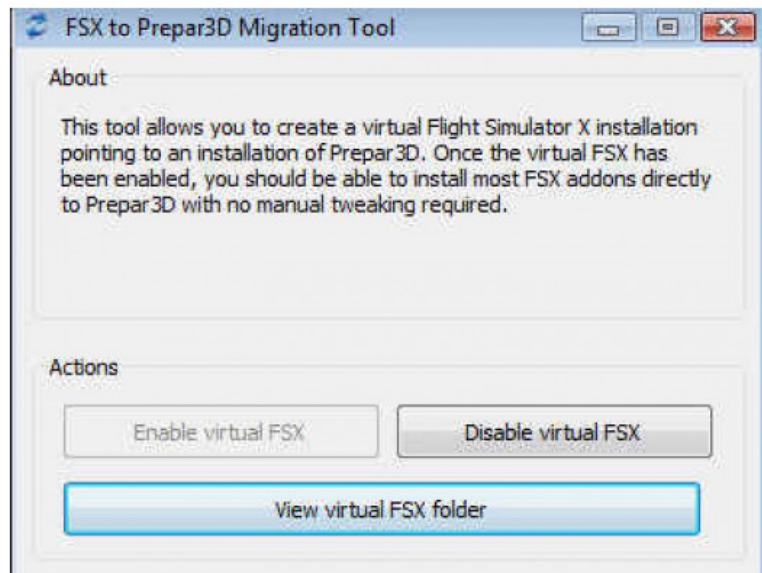 FSX to Prepar3D Migration Tool
About
This tool allows you to create a virtual Flight Simulator X installation
pointing to an installation of Prepar3D. Once the virtual FSX has
been enabled, you should be able to install most FSX addons directly
to Prepar3D with no manual tweaking required.
Actions
Enable virtual FSX
Disable virtual FSX
View virtual FSX folder